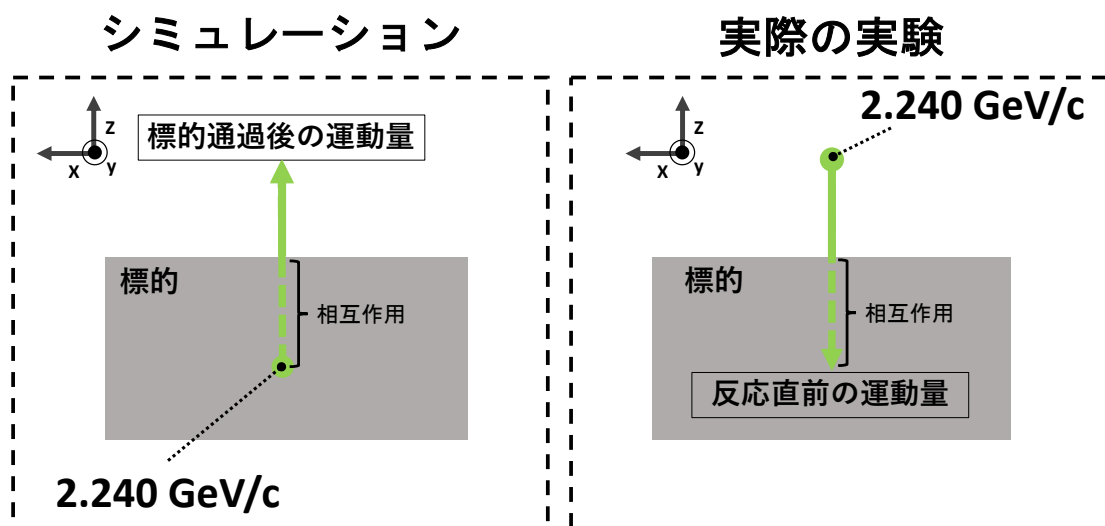 シミュレーション
z
x
y
標的通過後の運動量
標的
相互作用
2.240 GeV/c
実際の実験
2.240 GeV/c
z
x
y
標的
相互作用
反応直前の運動量